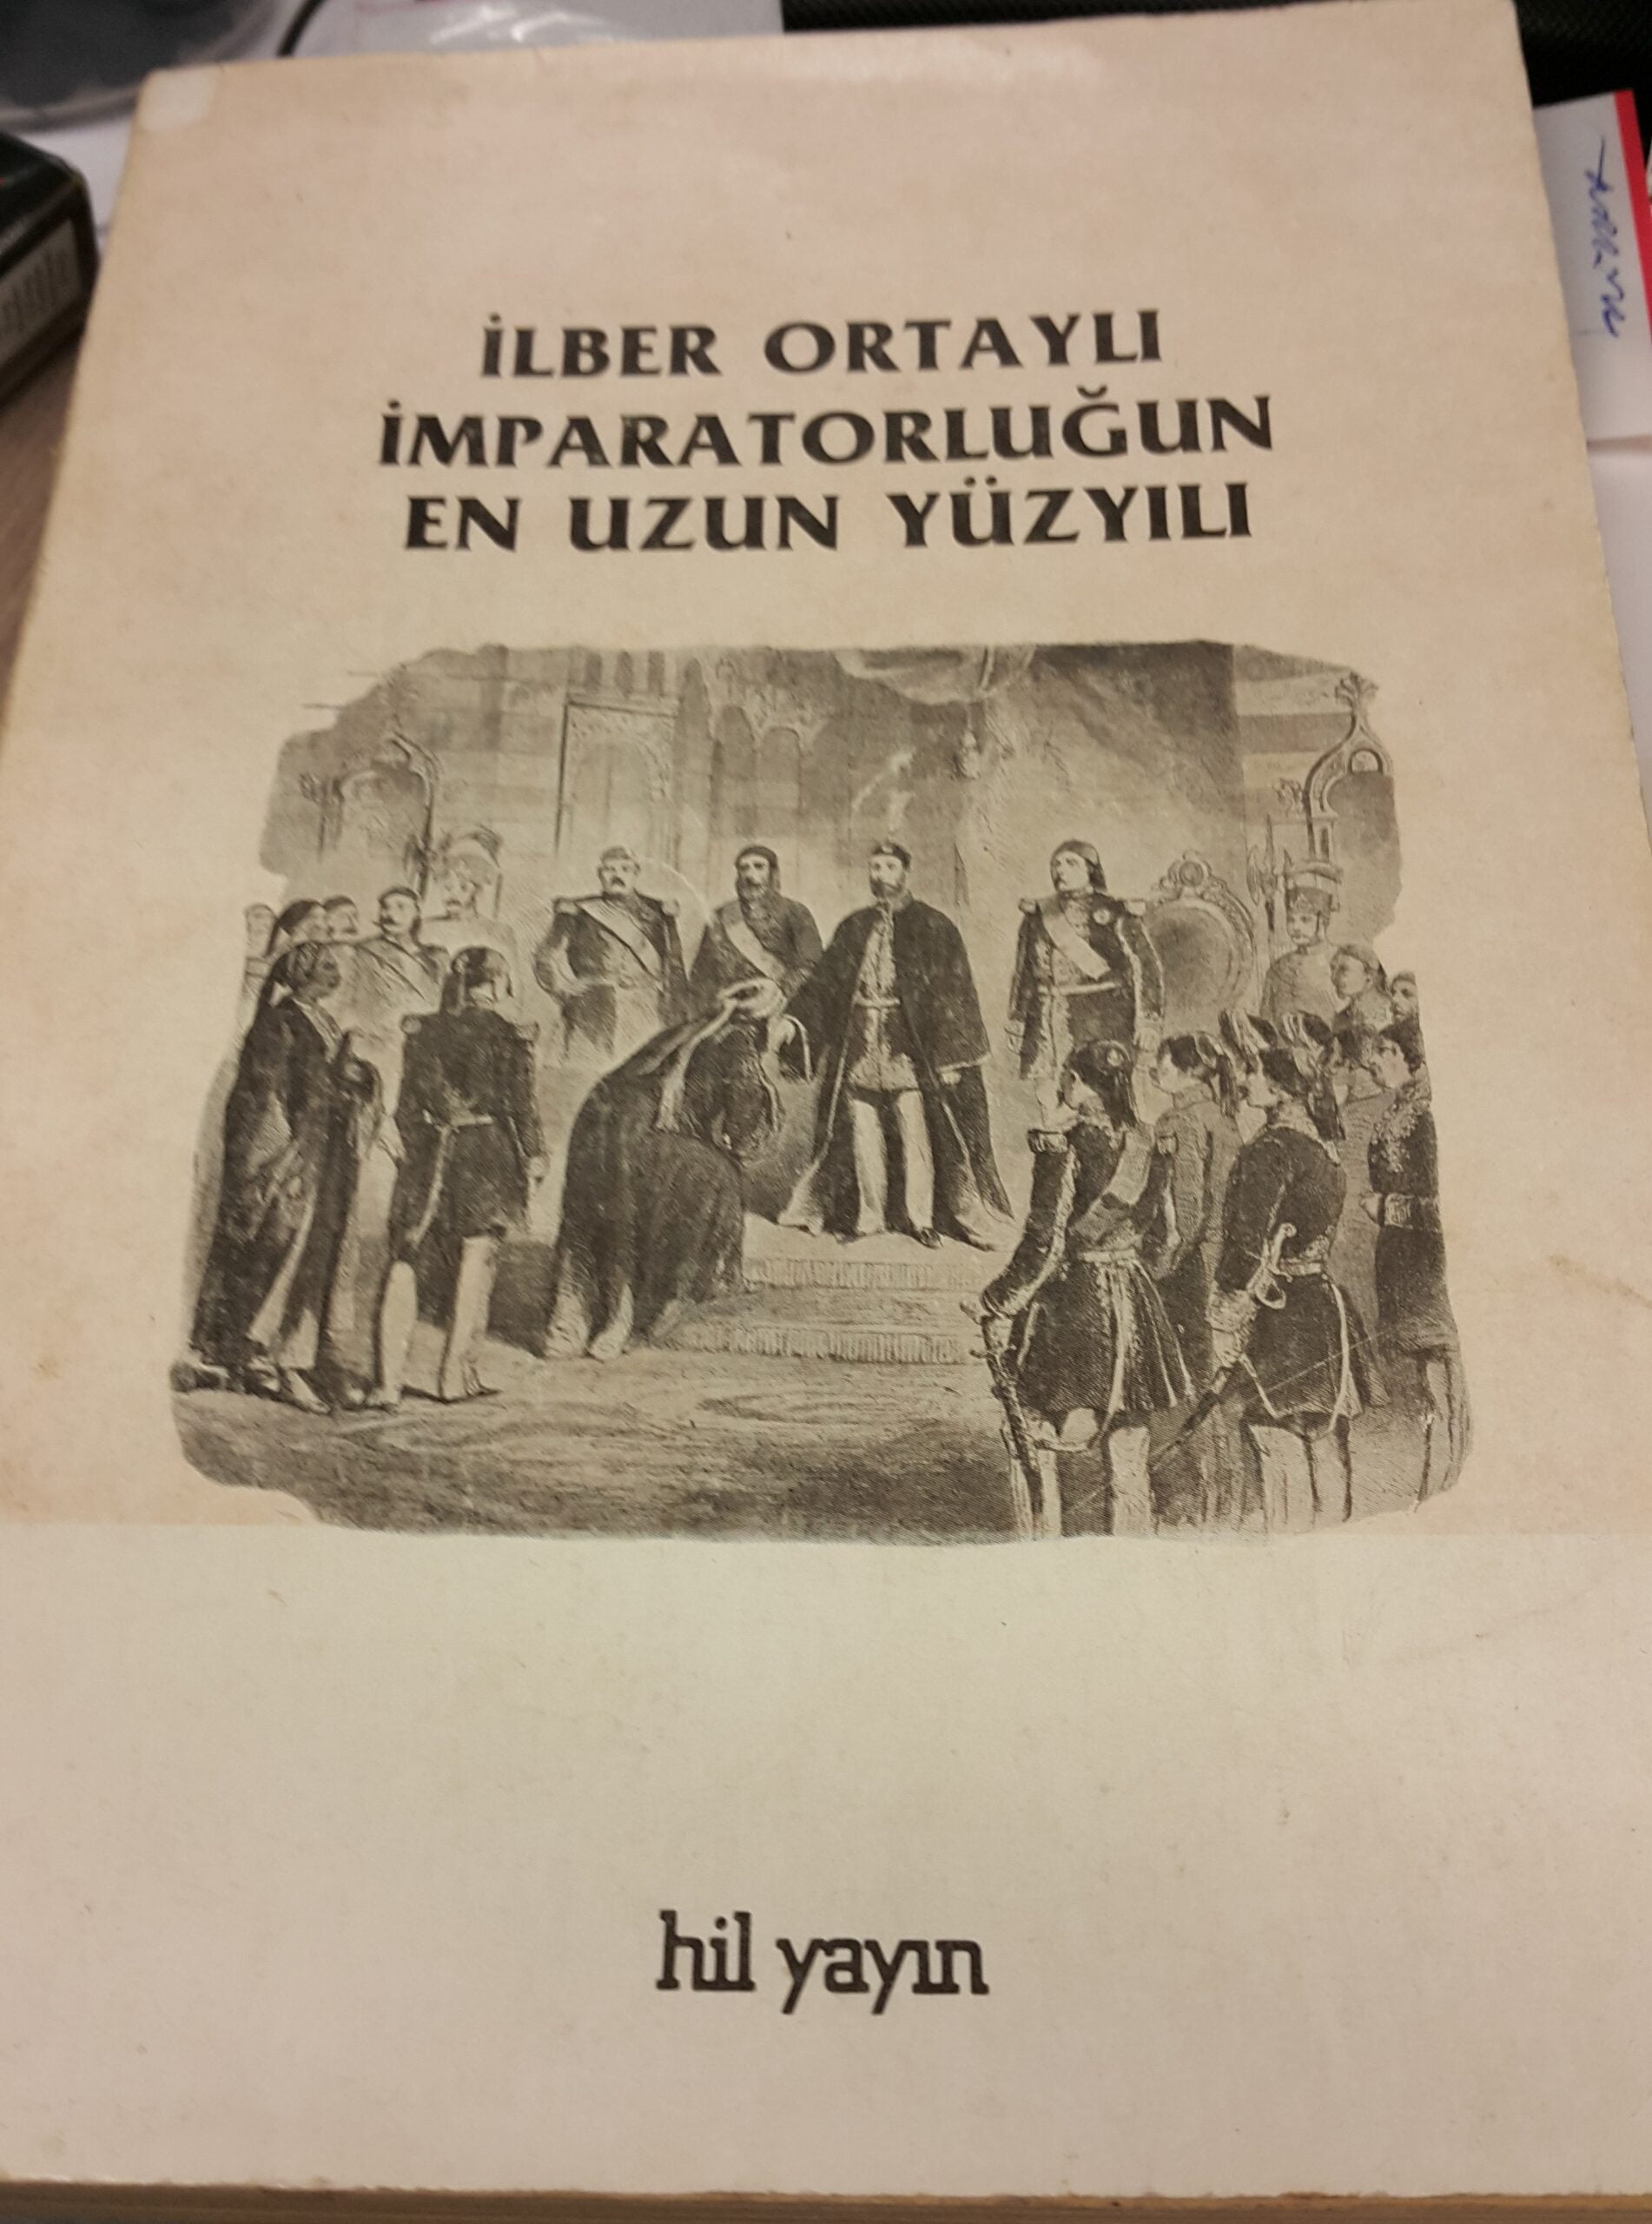 İLBER ORTAYLI
İMPARATORLUĞUN
EN UZUN YÜZYILI
hil yayın